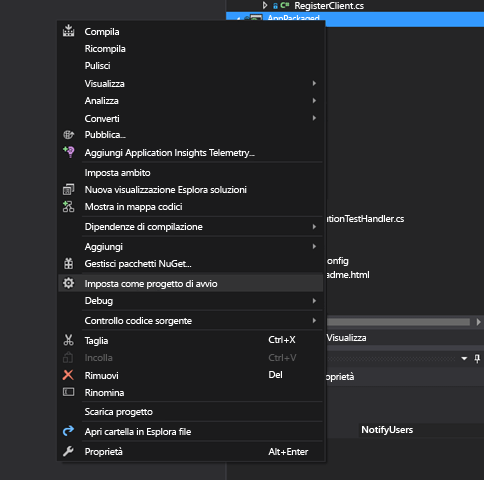 RegisterClient.cs
AppPackaged
Compila
Ricompila
Pulisci
Visualizza
Analizza
Converti
Pubblica...
Aggiungi Application Insights Telemetry...
Imposta ambito
Nuova visualizzazione Esplora soluzioni
Mostra in mappa codici
Dipendenze di compilazione
ationTestHandler.cs
Aggiungi
Gestisci pacchetti NuGet...
onfig
adme.html
Imposta come progetto di avvio
Debug
Controllo codice sorgente
Taglia Ctrl+X
Visualizza
Incolla Ctrl+V
Rimuovi Del
oprietà
Rinomina
Scarica progetto
Apri cartella in Esplora file
NotifyUsers
Proprietà Alt+Enter